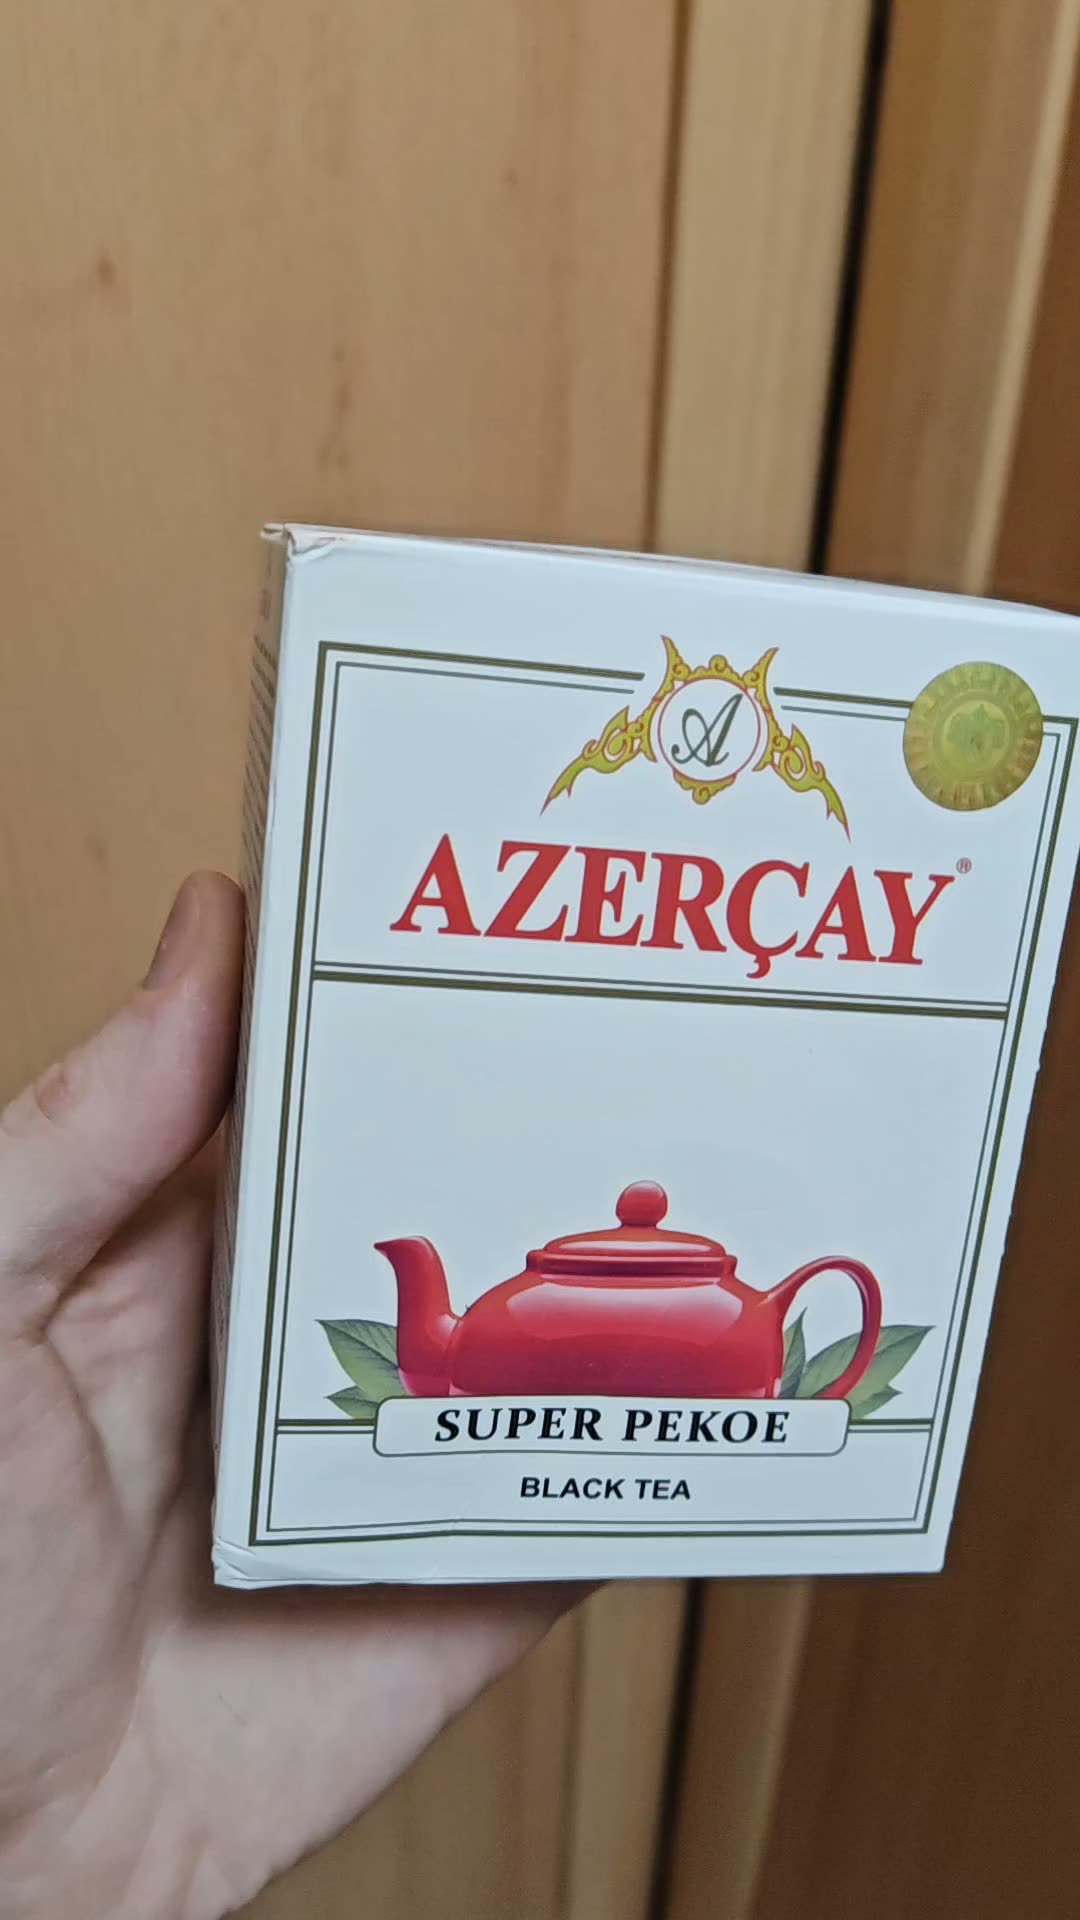 A
AZERÇAY®
SUPER PEKOE
BLACK TEA